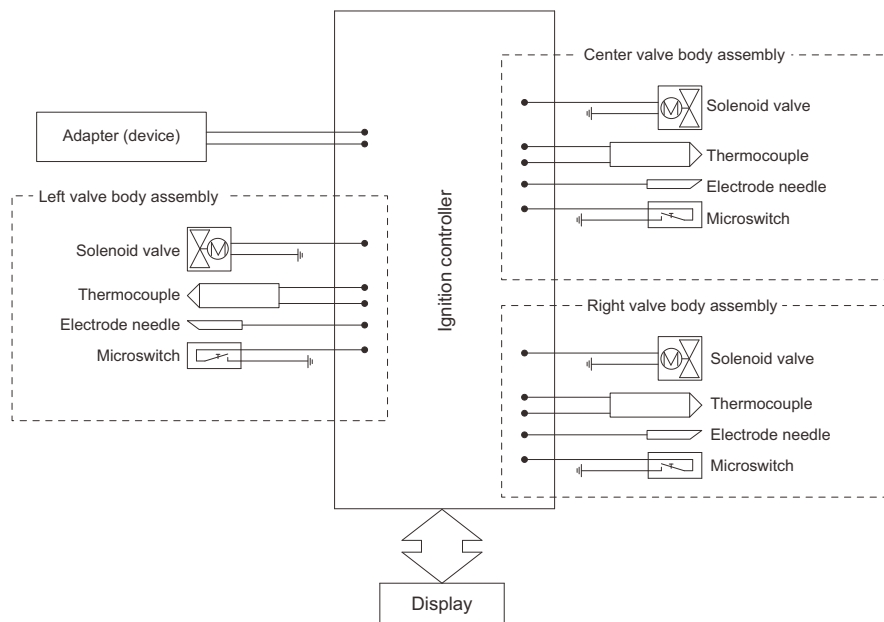 Adapter (device)
Left valve body assembly
Solenoid valve
Thermocouple
Electrode needle
Microswitch
Ignition controller
Center valve body assembly
Solenoid valve
Thermocouple
Electrode needle
Microswitch
Right valve body assembly
Solenoid valve
Thermocouple
Electrode needle
Microswitch
Display
M
M
M